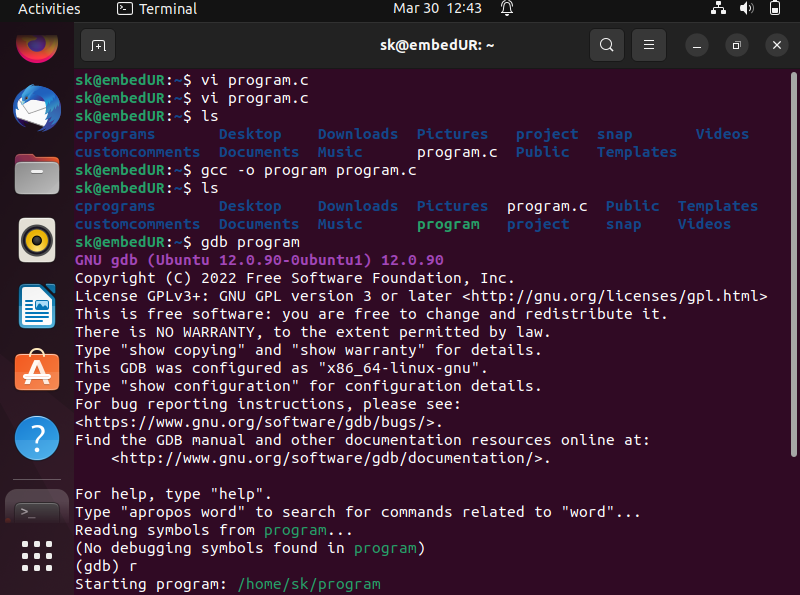 Activities Terminal Mar 30 12:43
sk@embedUR: ~
sk@embedUR:~$ vi program.c
sk@embedUR:~$ vi program.c
sk@embedUR:~$ ls
cprograms Desktop Downloads Pictures project snap Videos
customcomments Documents Music program.c Public Templates
sk@embedUR:~$ gcc -o program program.c
sk@embedUR:~$ ls
cprograms Desktop Downloads Pictures program.c Public Templates
customcomments Documents Music program project snap Videos
sk@embedUR:~$ gdb program
GNU gdb (Ubuntu 12.0.90-0ubuntu1) 12.0.90
Copyright (C) 2022 Free Software Foundation, Inc.
License GPLv3+: GNU GPL version 3 or later <http://gnu.org/licenses/gpl.html>
This is free software: you are free to change and redistribute it.
There is NO WARRANTY, to the extent permitted by law.
Type "show copying" and "show warranty" for details.
This GDB was configured as "x86_64-linux-gnu".
Type "show configuration" for configuration details.
For bug reporting instructions, please see:
<https://www.gnu.org/software/gdb/bugs/>.
Find the GDB manual and other documentation resources online at:
    <http://www.gnu.org/software/gdb/documentation/>.
For help, type "help".
Type "apropos word" to search for commands related to "word"...
Reading symbols from program...
(No debugging symbols found in program)
(gdb) r
Starting program: /home/sk/program